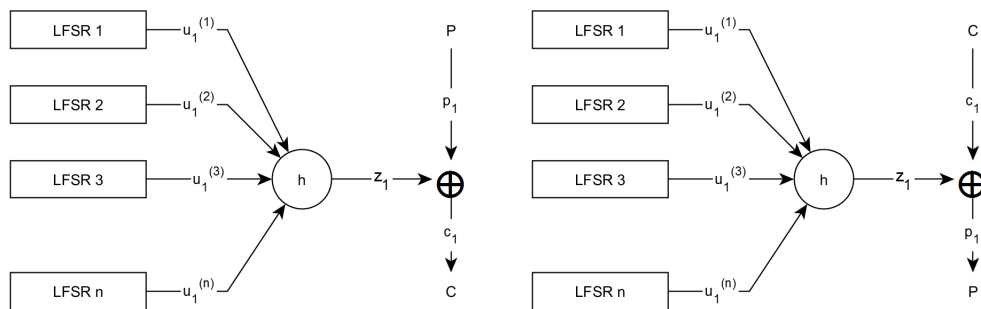 LFSR 1
u₁⁽¹⁾
P
LFSR 2
u₁⁽²⁾
p₁
LFSR 3
u₁⁽³⁾
h
z₁
c₁
LFSR n
u₁⁽ⁿ⁾
C
LFSR 1
u₁⁽¹⁾
C
LFSR 2
u₁⁽²⁾
c₁
LFSR 3
u₁⁽³⁾
h
z₁
p₁
LFSR n
u₁⁽ⁿ⁾
P